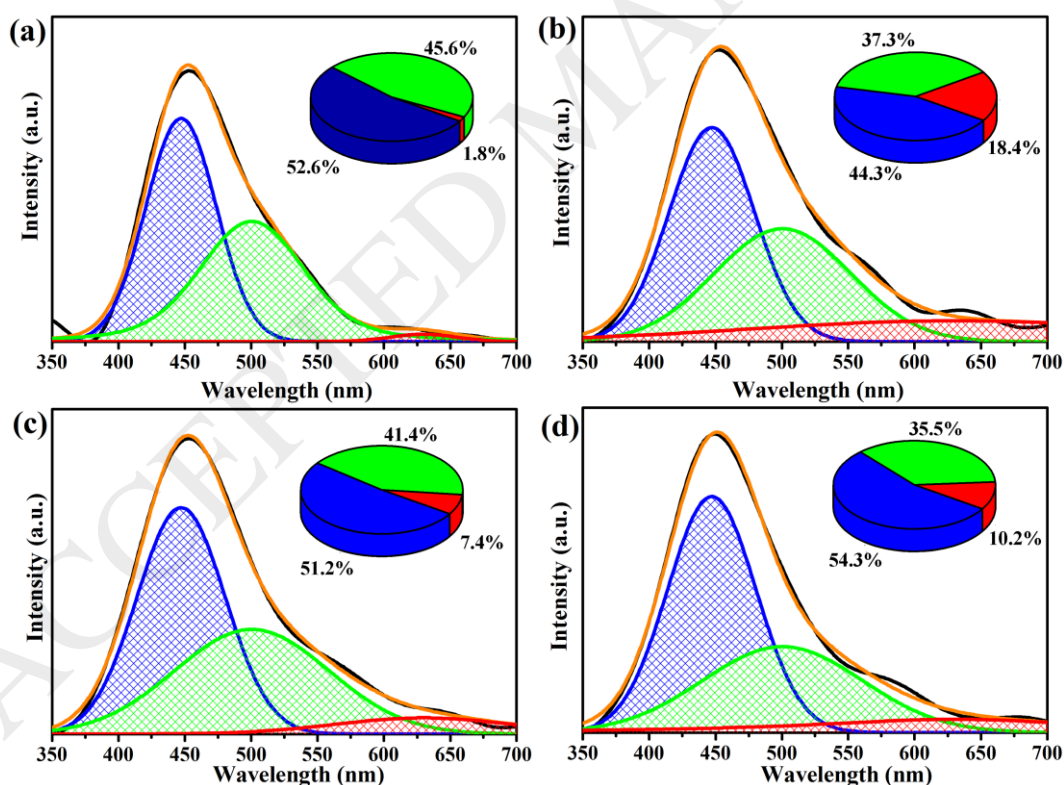 ACCEPTED MA
(a)
45.6%
1.8%
52.6%
Intensity (a.u.)
350 400 450 500 550 600 650 700
Wavelength (nm)
(b)
37.3%
18.4%
44.3%
Intensity (a.u.)
350 400 450 500 550 600 650 700
Wavelength (nm)
(c)
41.4%
7.4%
51.2%
Intensity (a.u.)
350 400 450 500 550 600 650 700
Wavelength (nm)
(d)
35.5%
10.2%
54.3%
Intensity (a.u.)
350 400 450 500 550 600 650 700
Wavelength (nm)